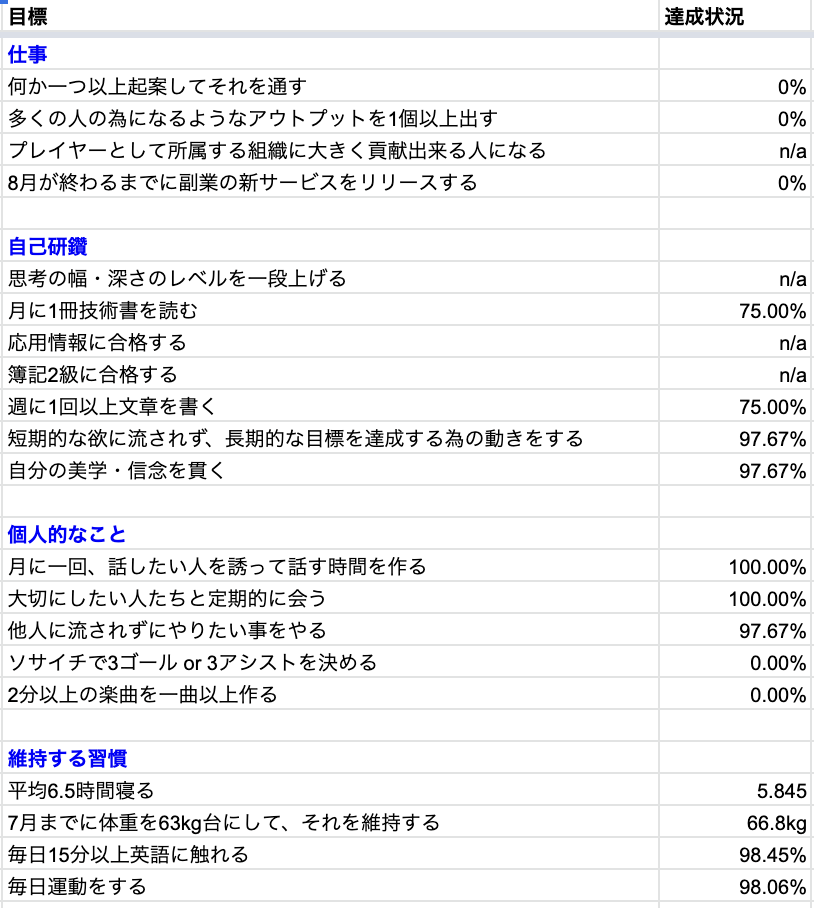 目標 達成状況
仕事
何か一つ以上起案してそれを通す 0%
多くの人の為になるようなアウトプットを1個以上出す 0%
プレイヤーとして所属する組織に大きく貢献出来る人になる n/a
8月が終わるまでに副業の新サービスをリリースする 0%
自己研鑽
思考の幅・深さのレベルを一段上げる n/a
月に1冊技術書を読む 75.00%
応用情報に合格する n/a
簿記2級に合格する n/a
週に1回以上文章を書く 75.00%
短期的な欲に流されず、長期的な目標を達成する為の動きをする 97.67%
自分の美学・信念を貫く 97.67%
個人的なこと
月に一回、話したい人を誘って話す時間を作る 100.00%
大切にしたい人たちと定期的に会う 100.00%
他人に流されずにやりたい事をやる 97.67%
ソサイチで3ゴール or 3アシストを決める 0.00%
2分以上の楽曲を一曲以上作る 0.00%
維持する習慣
平均6.5時間寝る 5.845
7月までに体重を63kg台にして、それを維持する 66.8kg
毎日15分以上英語に触れる 98.45%
毎日運動をする 98.06%